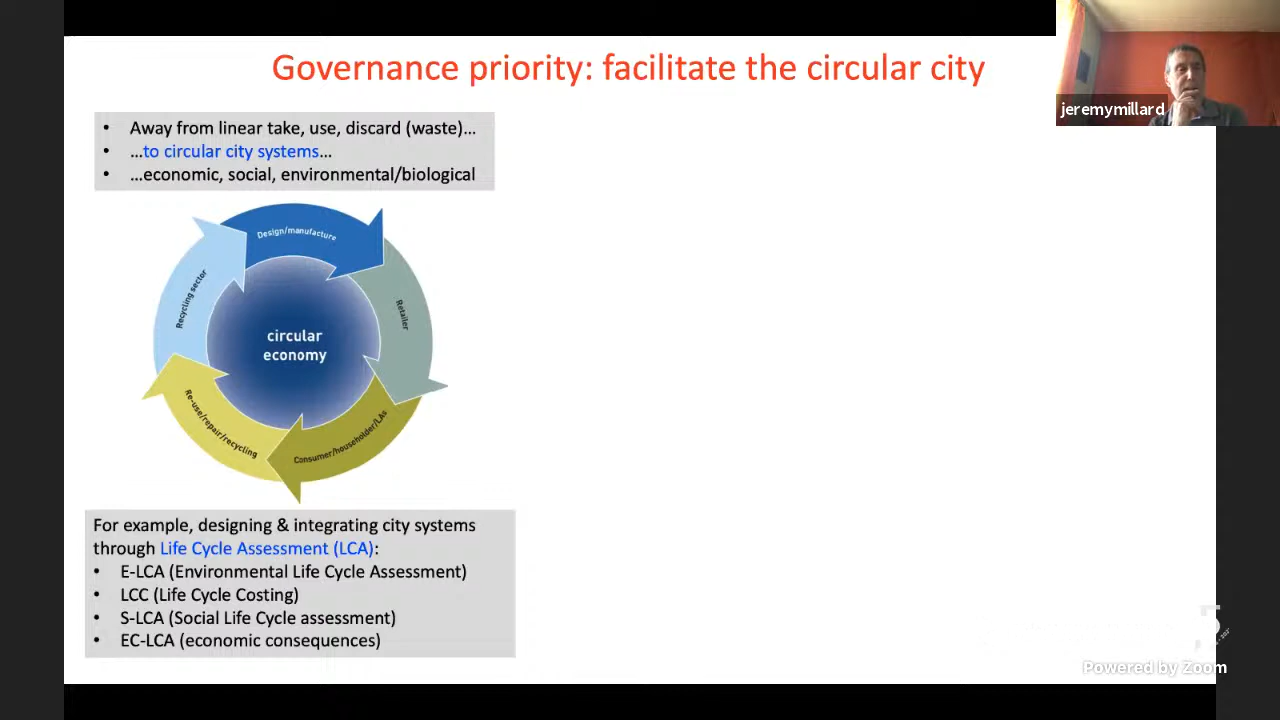 Governance priority: facilitate the circular city
jeremymillard
• Away from linear take, use, discard (waste)…
• …to circular city systems…
• …economic, social, environmental/biological
Design/manufacture
Recycling sector
Retailer
circular
economy
Re-use/repair/recycling
Consumer/householder/LAs
For example, designing & integrating city systems
through Life Cycle Assessment (LCA):
• E-LCA (Environmental Life Cycle Assessment)
• LCC (Life Cycle Costing)
• S-LCA (Social Life Cycle assessment)
• EC-LCA (economic consequences)
5
Powered by Zoom